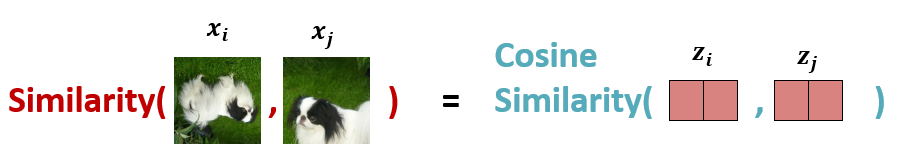 x_i x_j
Cosine z_i z_j
Similarity( , ) = Similarity( , )